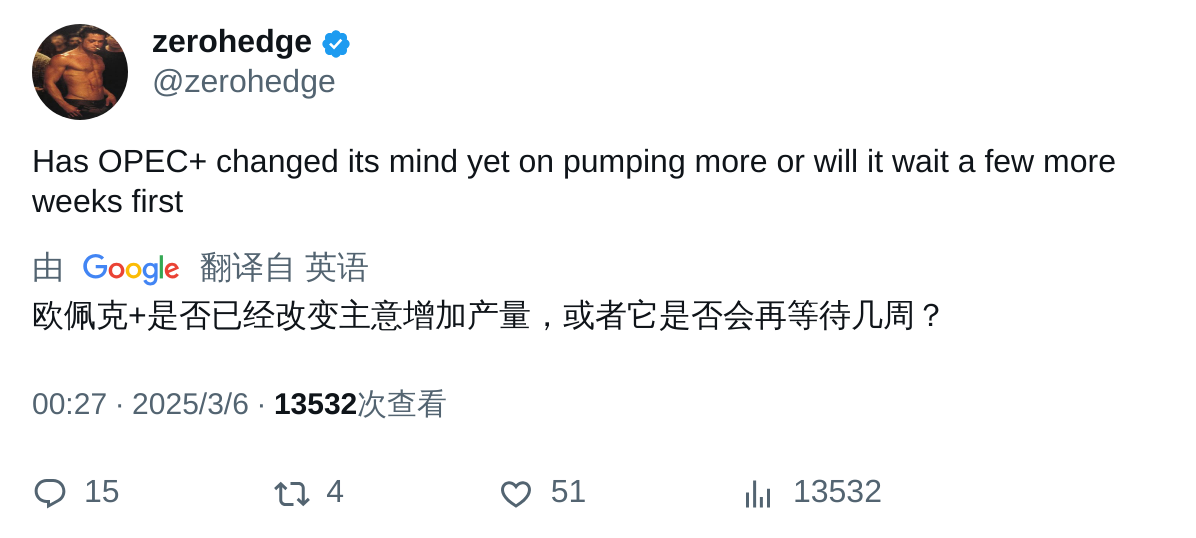 zerohedge
@zerohedge
Has OPEC+ changed its mind yet on pumping more or will it wait a few more
weeks first
由 Google 翻译自 英语
欧佩克+是否已经改变主意增加产量，或者它是否会再等待几周？
00:27 · 2025/3/6 · 13532次查看
15 4 51 13532